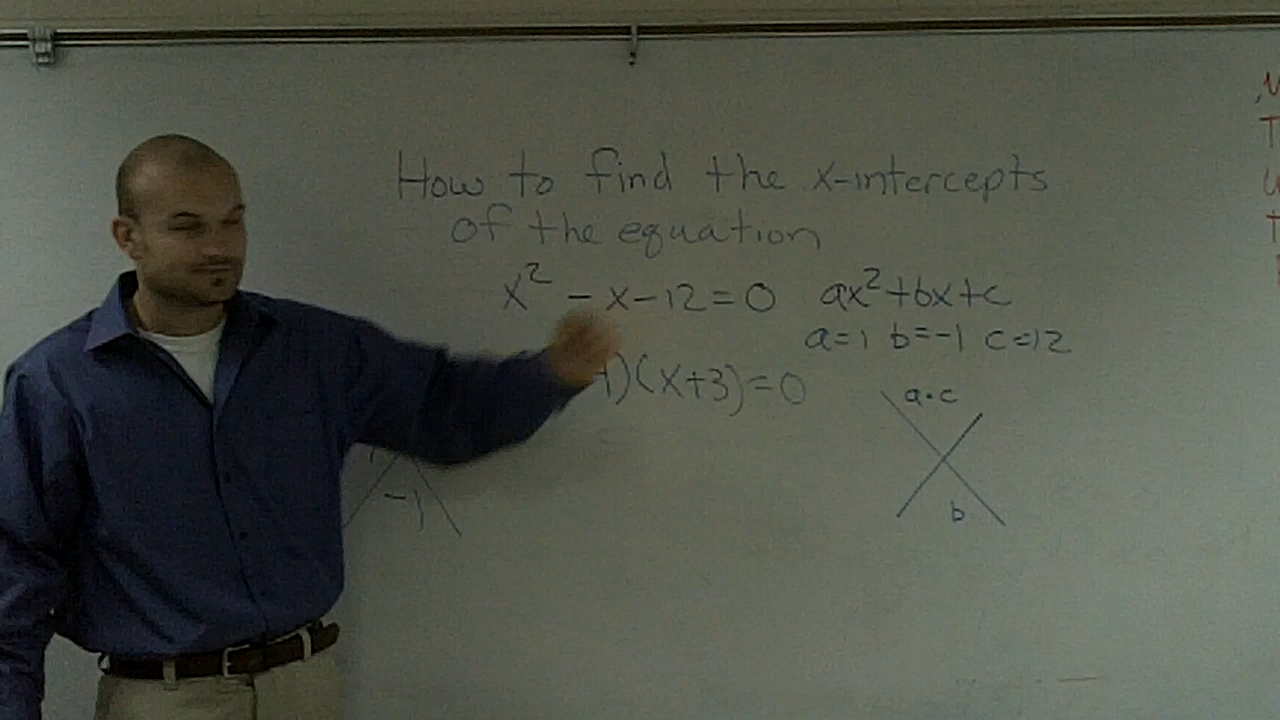 How to find the x-intercepts
of the equation
x² - x - 12 = 0 ax² + bx + c
a=1 b=-1 c=12
4)(x+3)=0
a·c
-1
b